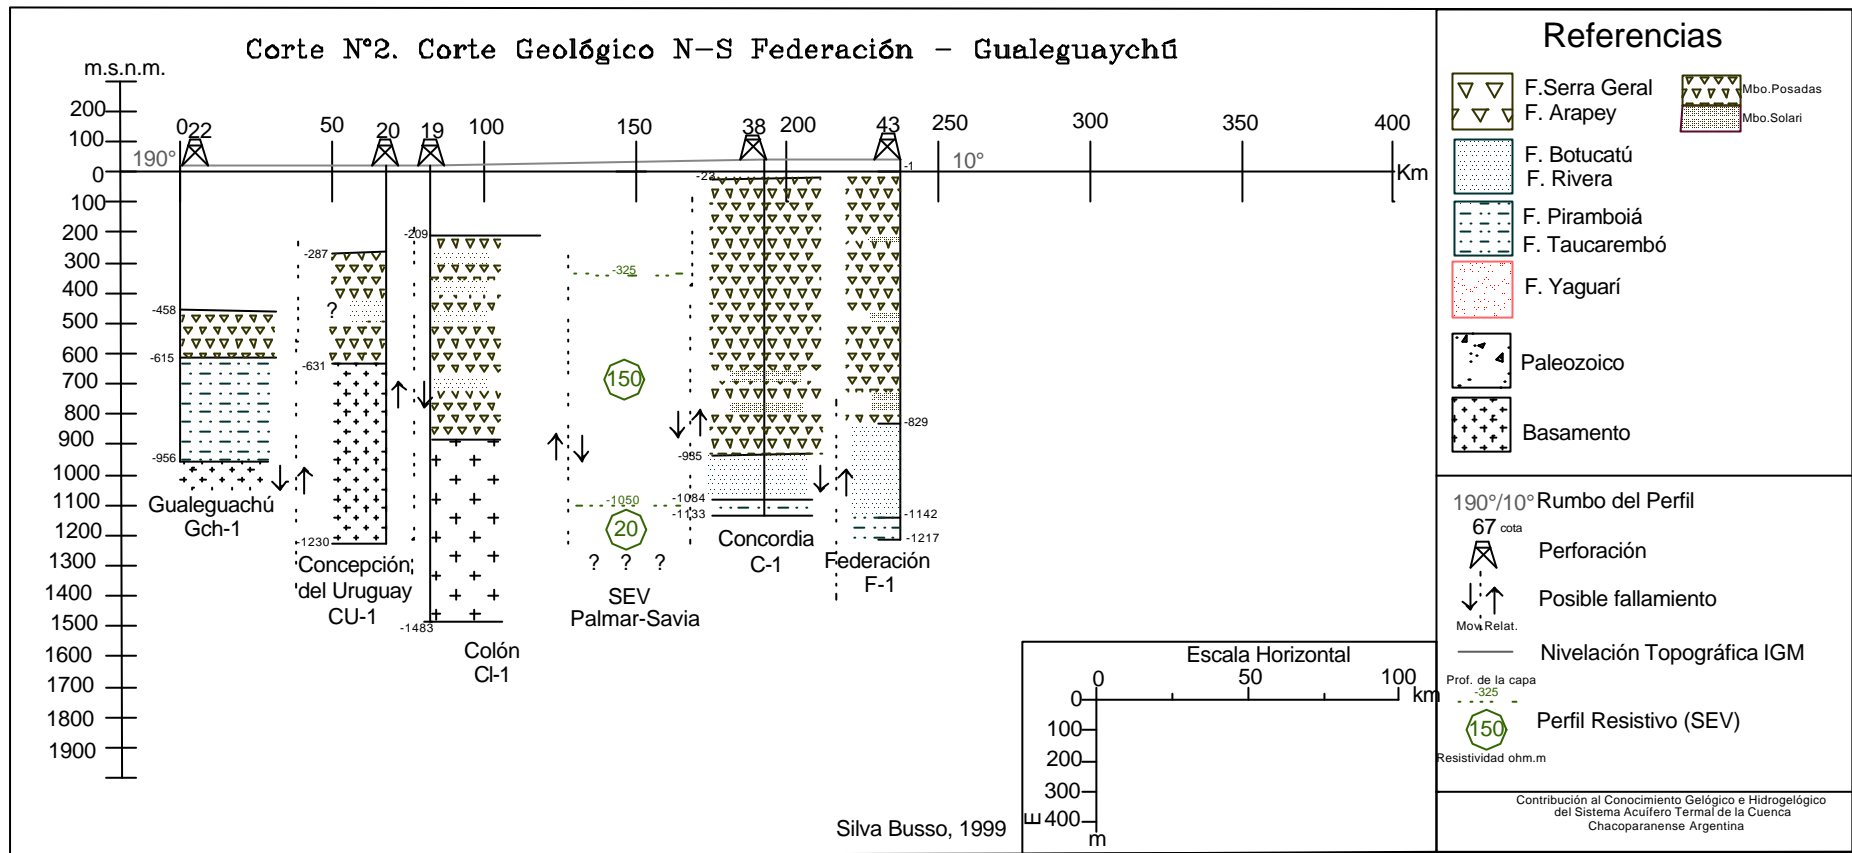 Corte N°2. Corte Geológico N-S Federación - Gualeguaychú
m.s.n.m.
200
100
0
100
200
300
400
500
600
700
800
900
1000
1100
1200
1300
1400
1500
1600
1700
1800
1900
0 50 100 150 200 250 300 350 400
Km
22 20 19 38 43
190°
10°
-458
-615
-956
Gualeguachú
Gch-1
-287
?
-631
-1230
Concepción
del Uruguay
CU-1
-209
-1483
Colón
Cl-1
-325
150
-1050
20
? ? ?
SEV
Palmar-Savia
-23
-935
-1084
-1133
Concordia
C-1
-1
-829
-1142
-1217
Federación
F-1
Silva Busso, 1999
Escala Horizontal
0 50 100
km
0
100
200
300
400
E
m
Referencias
F.Serra Geral
F. Arapey
Mbo.Posadas
Mbo.Solari
F. Botucatú
F. Rivera
F. Piramboiá
F. Taucarembó
F. Yaguarí
Paleozoico
Basamento
190°/10° Rumbo del Perfil
67 cota
Perforación
Posible fallamiento
Mov.Relat.
Nivelación Topográfica IGM
Prof. de la capa
-325
150
Perfil Resistivo (SEV)
Resistividad ohm.m
Contribución al Conocimiento Gelógico e Hidrogelógico
del Sistema Acuífero Termal de la Cuenca
Chacoparanense Argentina